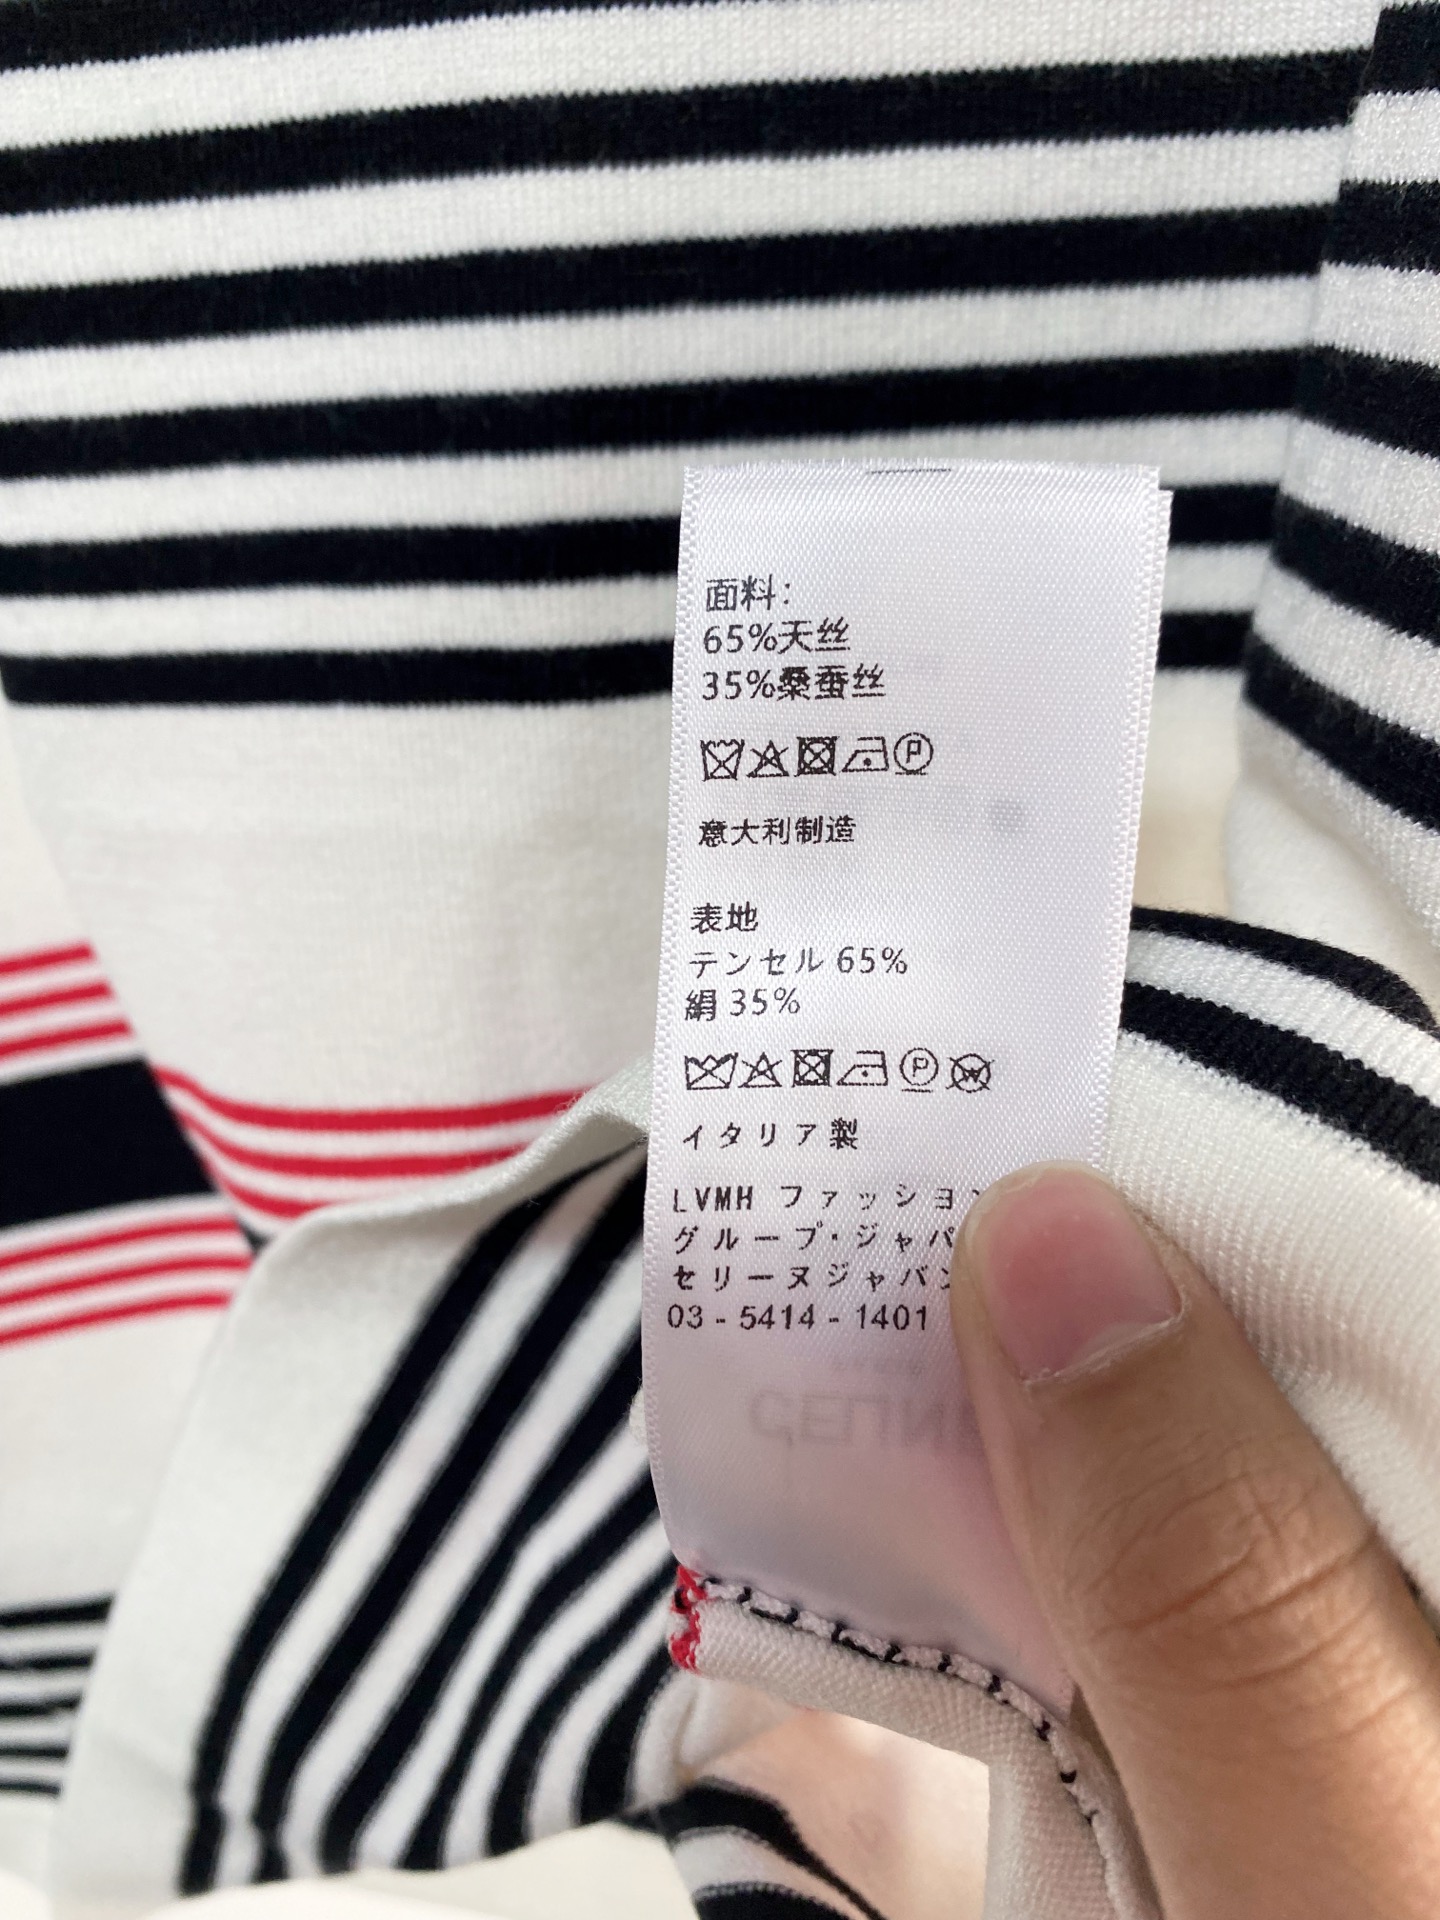 面料:
65%天丝
35%桑蚕丝
P
意大利制造
表地
テンセル 65%
絹 35%
P W
イタリア製
LVMH ファッショ
グループ・ジャパ
セリーヌジャパン
03 - 5414 - 1401
CELINE